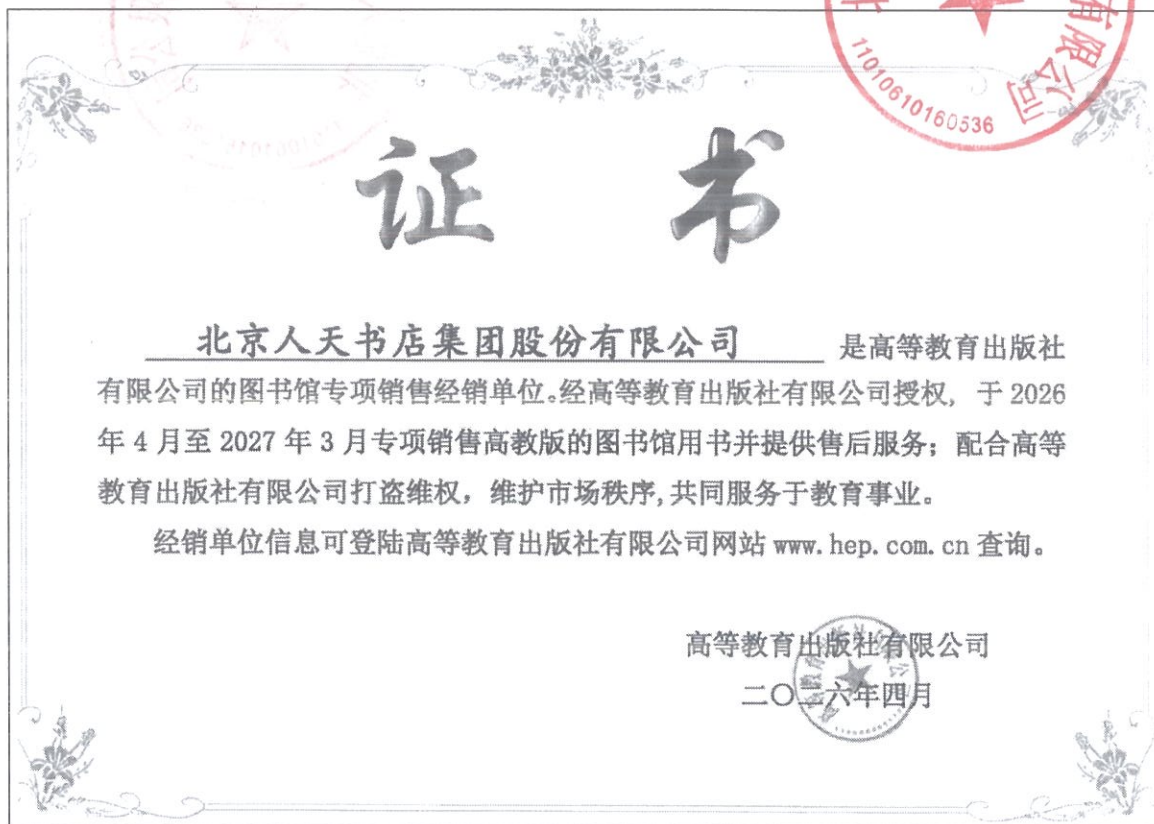 有限公司
11010610160536
证 书
北京人天书店集团股份有限公司 是高等教育出版社
有限公司的图书馆专项销售经销单位。经高等教育出版社有限公司授权, 于 2026
年 4 月至 2027 年 3 月专项销售高教版的图书馆用书并提供售后服务；配合高等
教育出版社有限公司打盗维权，维护市场秩序,共同服务于教育事业。
经销单位信息可登陆高等教育出版社有限公司网站 www.hep.com.cn 查询。
高等教育出版社有限公司
二〇二六年四月